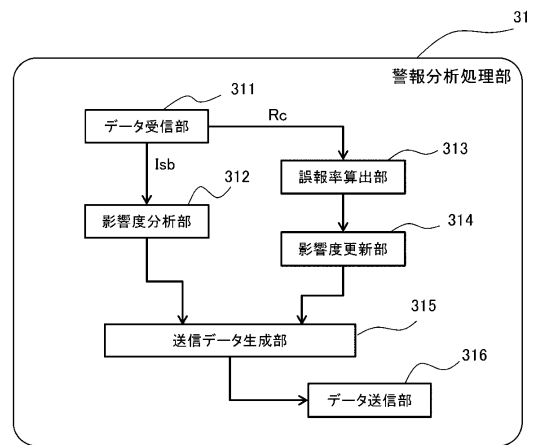 31
警報分析処理部
311
データ受信部
Rc
313
Isb
312
誤報率算出部
影響度分析部
314
影響度更新部
315
送信データ生成部
316
データ送信部